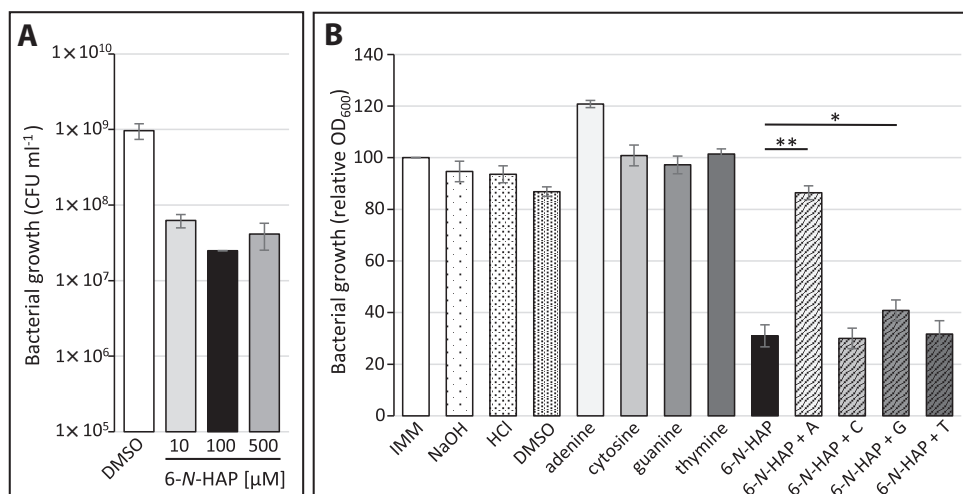 A
Bacterial growth (CFU ml⁻¹)
1×10¹⁰
1×10⁹
1×10⁸
1×10⁷
1×10⁶
1×10⁵
DMSO
10 100 500
6-N-HAP [µM]
B
Bacterial growth (relative OD₆₀₀)
140
120
100
80
60
40
20
0
*
**
IMM
NaOH
HCl
DMSO
adenine
cytosine
guanine
thymine
6-N-HAP
6-N-HAP + A
6-N-HAP + C
6-N-HAP + G
6-N-HAP + T